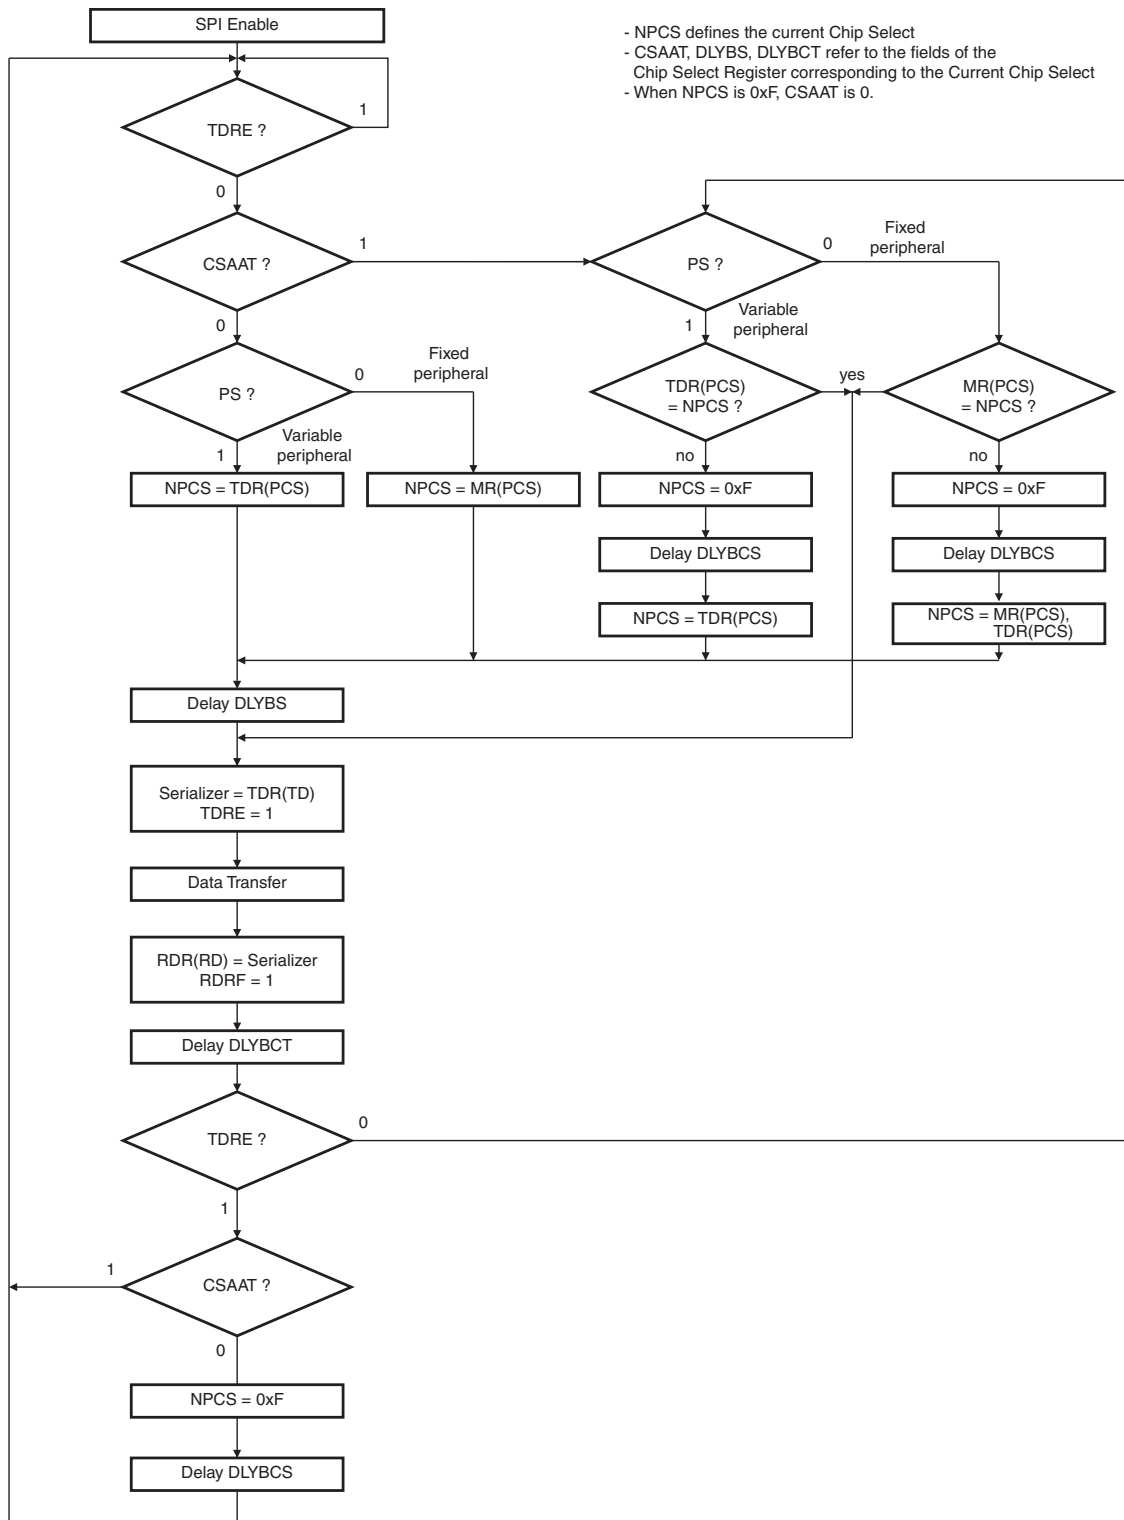 SPI Enable
- NPCS defines the current Chip Select
- CSAAT, DLYBS, DLYBCT refer to the fields of the
Chip Select Register corresponding to the Current Chip Select
- When NPCS is 0xF, CSAAT is 0.
TDRE ?
1
0
CSAAT ?
1
0
PS ?
0
Fixed
peripheral
1
Variable
peripheral
PS ?
0
Fixed
peripheral
1
Variable
peripheral
TDR(PCS)
= NPCS ?
yes
MR(PCS)
= NPCS ?
no
no
NPCS = TDR(PCS)
NPCS = MR(PCS)
NPCS = 0xF
NPCS = 0xF
Delay DLYBCS
Delay DLYBCS
NPCS = TDR(PCS)
NPCS = MR(PCS),
TDR(PCS)
Delay DLYBS
Serializer = TDR(TD)
TDRE = 1
Data Transfer
RDR(RD) = Serializer
RDRF = 1
Delay DLYBCT
TDRE ?
0
1
CSAAT ?
1
0
NPCS = 0xF
Delay DLYBCS